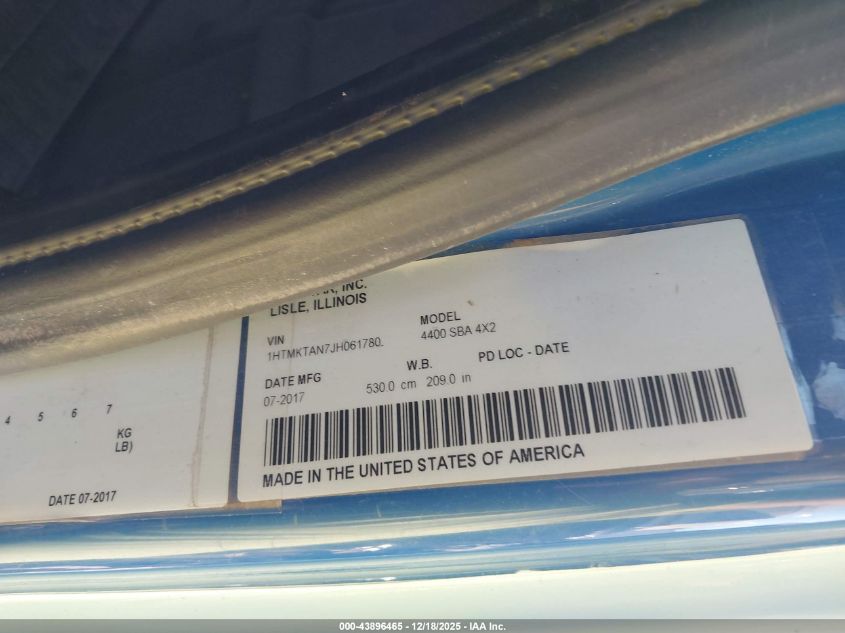 INC.
LISLE, ILLINOIS
VIN
1HTMKTAN7JH061780.
MODEL
4400 SBA 4X2
DATE MFG
07-2017
W.B.
530.0 cm 209.0 in
PD LOC - DATE
MADE IN THE UNITED STATES OF AMERICA
4 5 6 7
KG
LB)
DATE 07-2017
000-43896465 - 12/18/2025 - IAA Inc.